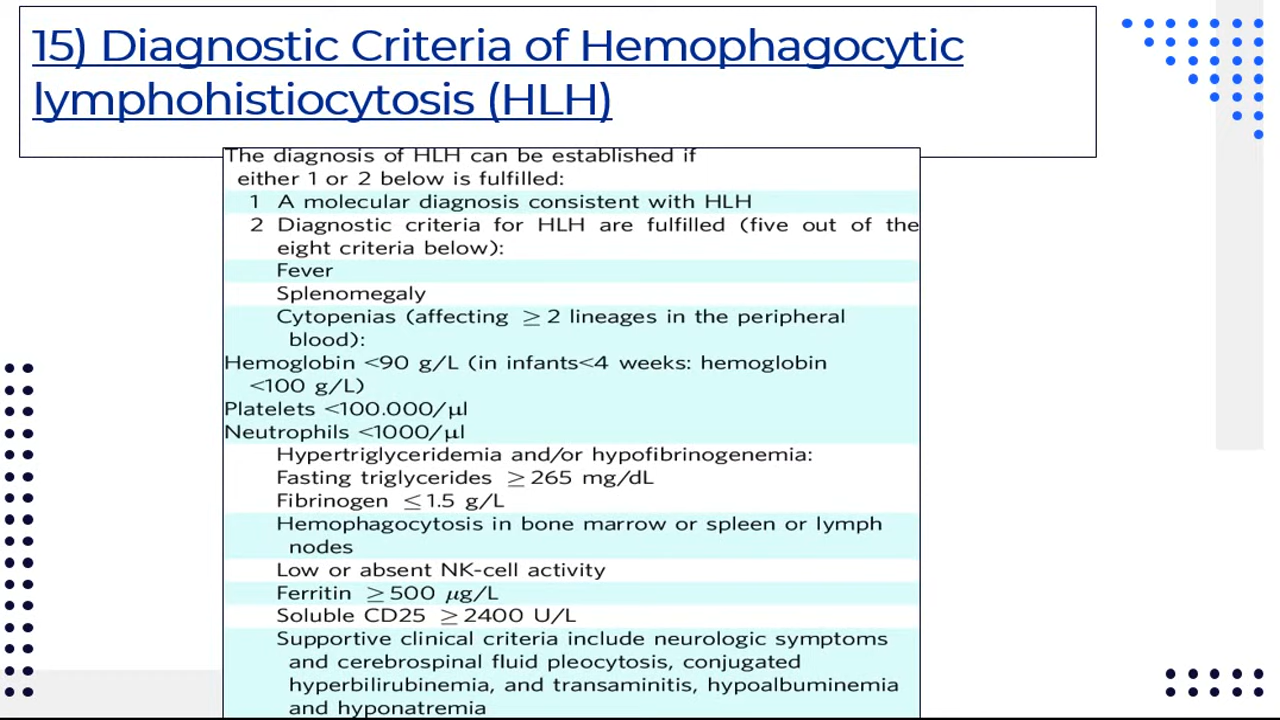 15) Diagnostic Criteria of Hemophagocytic
lymphohistiocytosis (HLH)
The diagnosis of HLH can be established if
either 1 or 2 below is fulfilled:
1 A molecular diagnosis consistent with HLH
2 Diagnostic criteria for HLH are fulfilled (five out of the
eight criteria below):
Fever
Splenomegaly
Cytopenias (affecting ≥ 2 lineages in the peripheral
blood):
Hemoglobin <90 g/L (in infants<4 weeks: hemoglobin
<100 g/L)
Platelets <100.000/μl
Neutrophils <1000/μl
Hypertriglyceridemia and/or hypofibrinogenemia:
Fasting triglycerides ≥265 mg/dL
Fibrinogen ≤1.5 g/L
Hemophagocytosis in bone marrow or spleen or lymph
nodes
Low or absent NK-cell activity
Ferritin ≥500 μg/L
Soluble CD25 ≥2400 U/L
Supportive clinical criteria include neurologic symptoms
and cerebrospinal fluid pleocytosis, conjugated
hyperbilirubinemia, and transaminitis, hypoalbuminemia
and hyponatremia